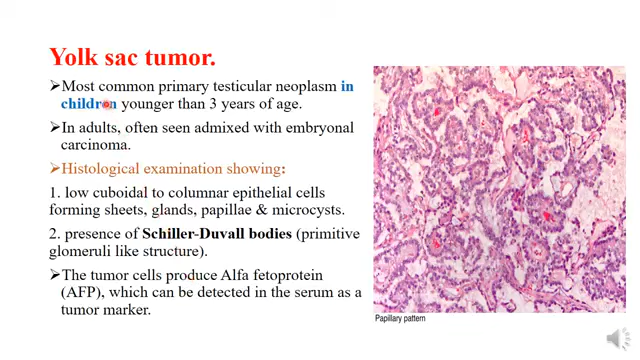 Yolk sac tumor.
➢Most common primary testicular neoplasm in
children younger than 3 years of age.
➢In adults, often seen admixed with embryonal
carcinoma.
➢Histological examination showing:
1. low cuboidal to columnar epithelial cells
forming sheets, glands, papillae & microcysts.
2. presence of Schiller-Duvall bodies (primitive
glomeruli like structure).
➢The tumor cells produce Alfa fetoprotein
(AFP), which can be detected in the serum as a
tumor marker.
Papillary pattern